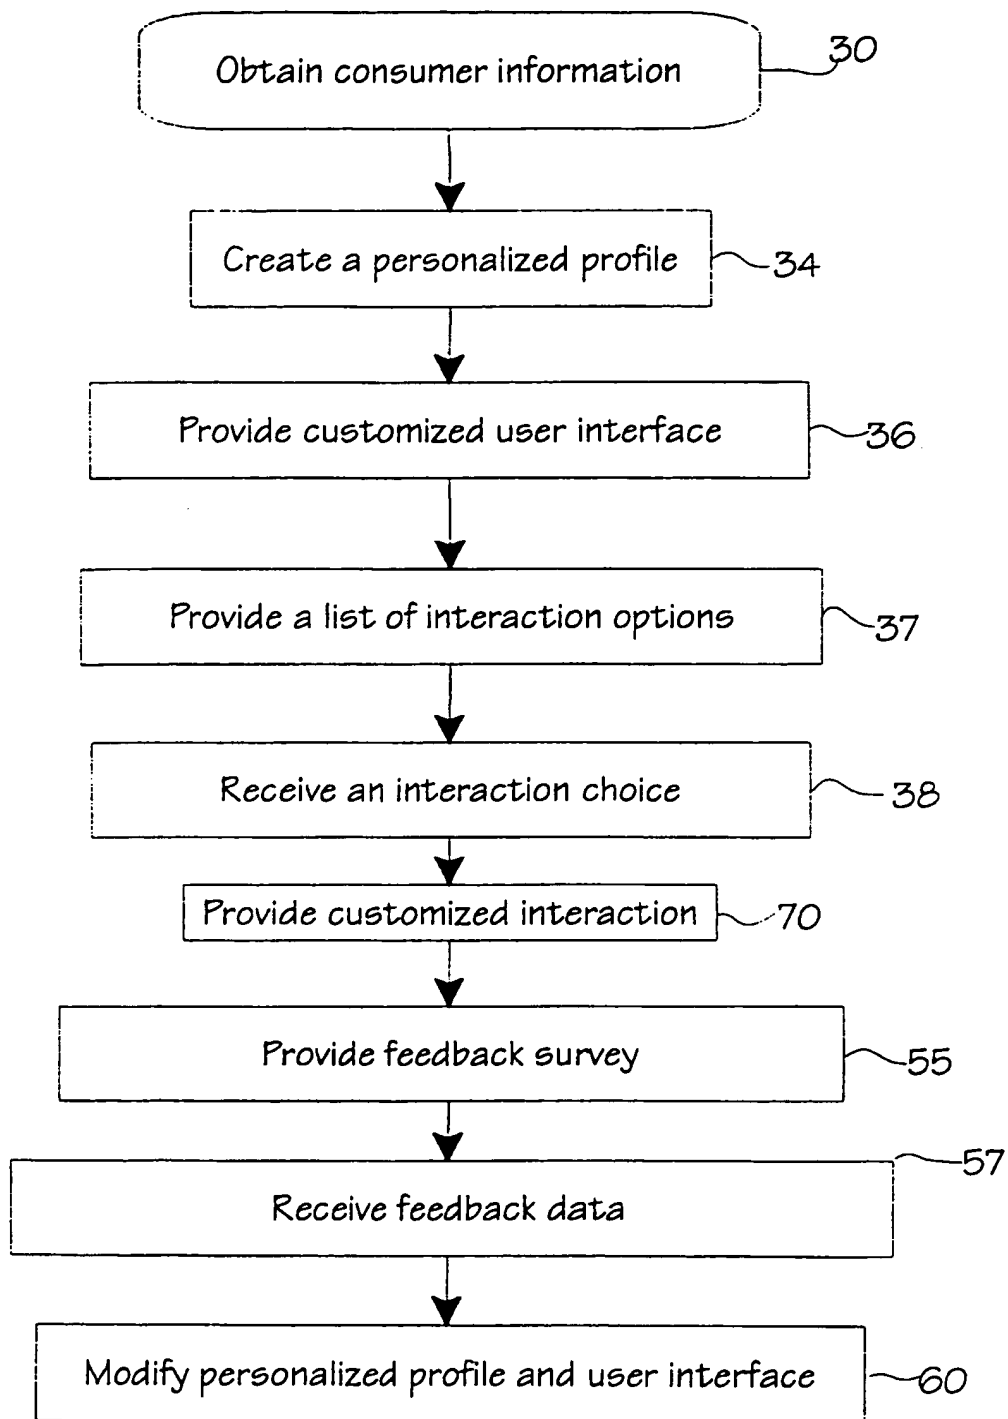 Obtain consumer information 30
Create a personalized profile 34
Provide customized user interface 36
Provide a list of interaction options 37
Receive an interaction choice 38
Provide customized interaction 70
Provide feedback survey 55
57
Receive feedback data
Modify personalized profile and user interface 60